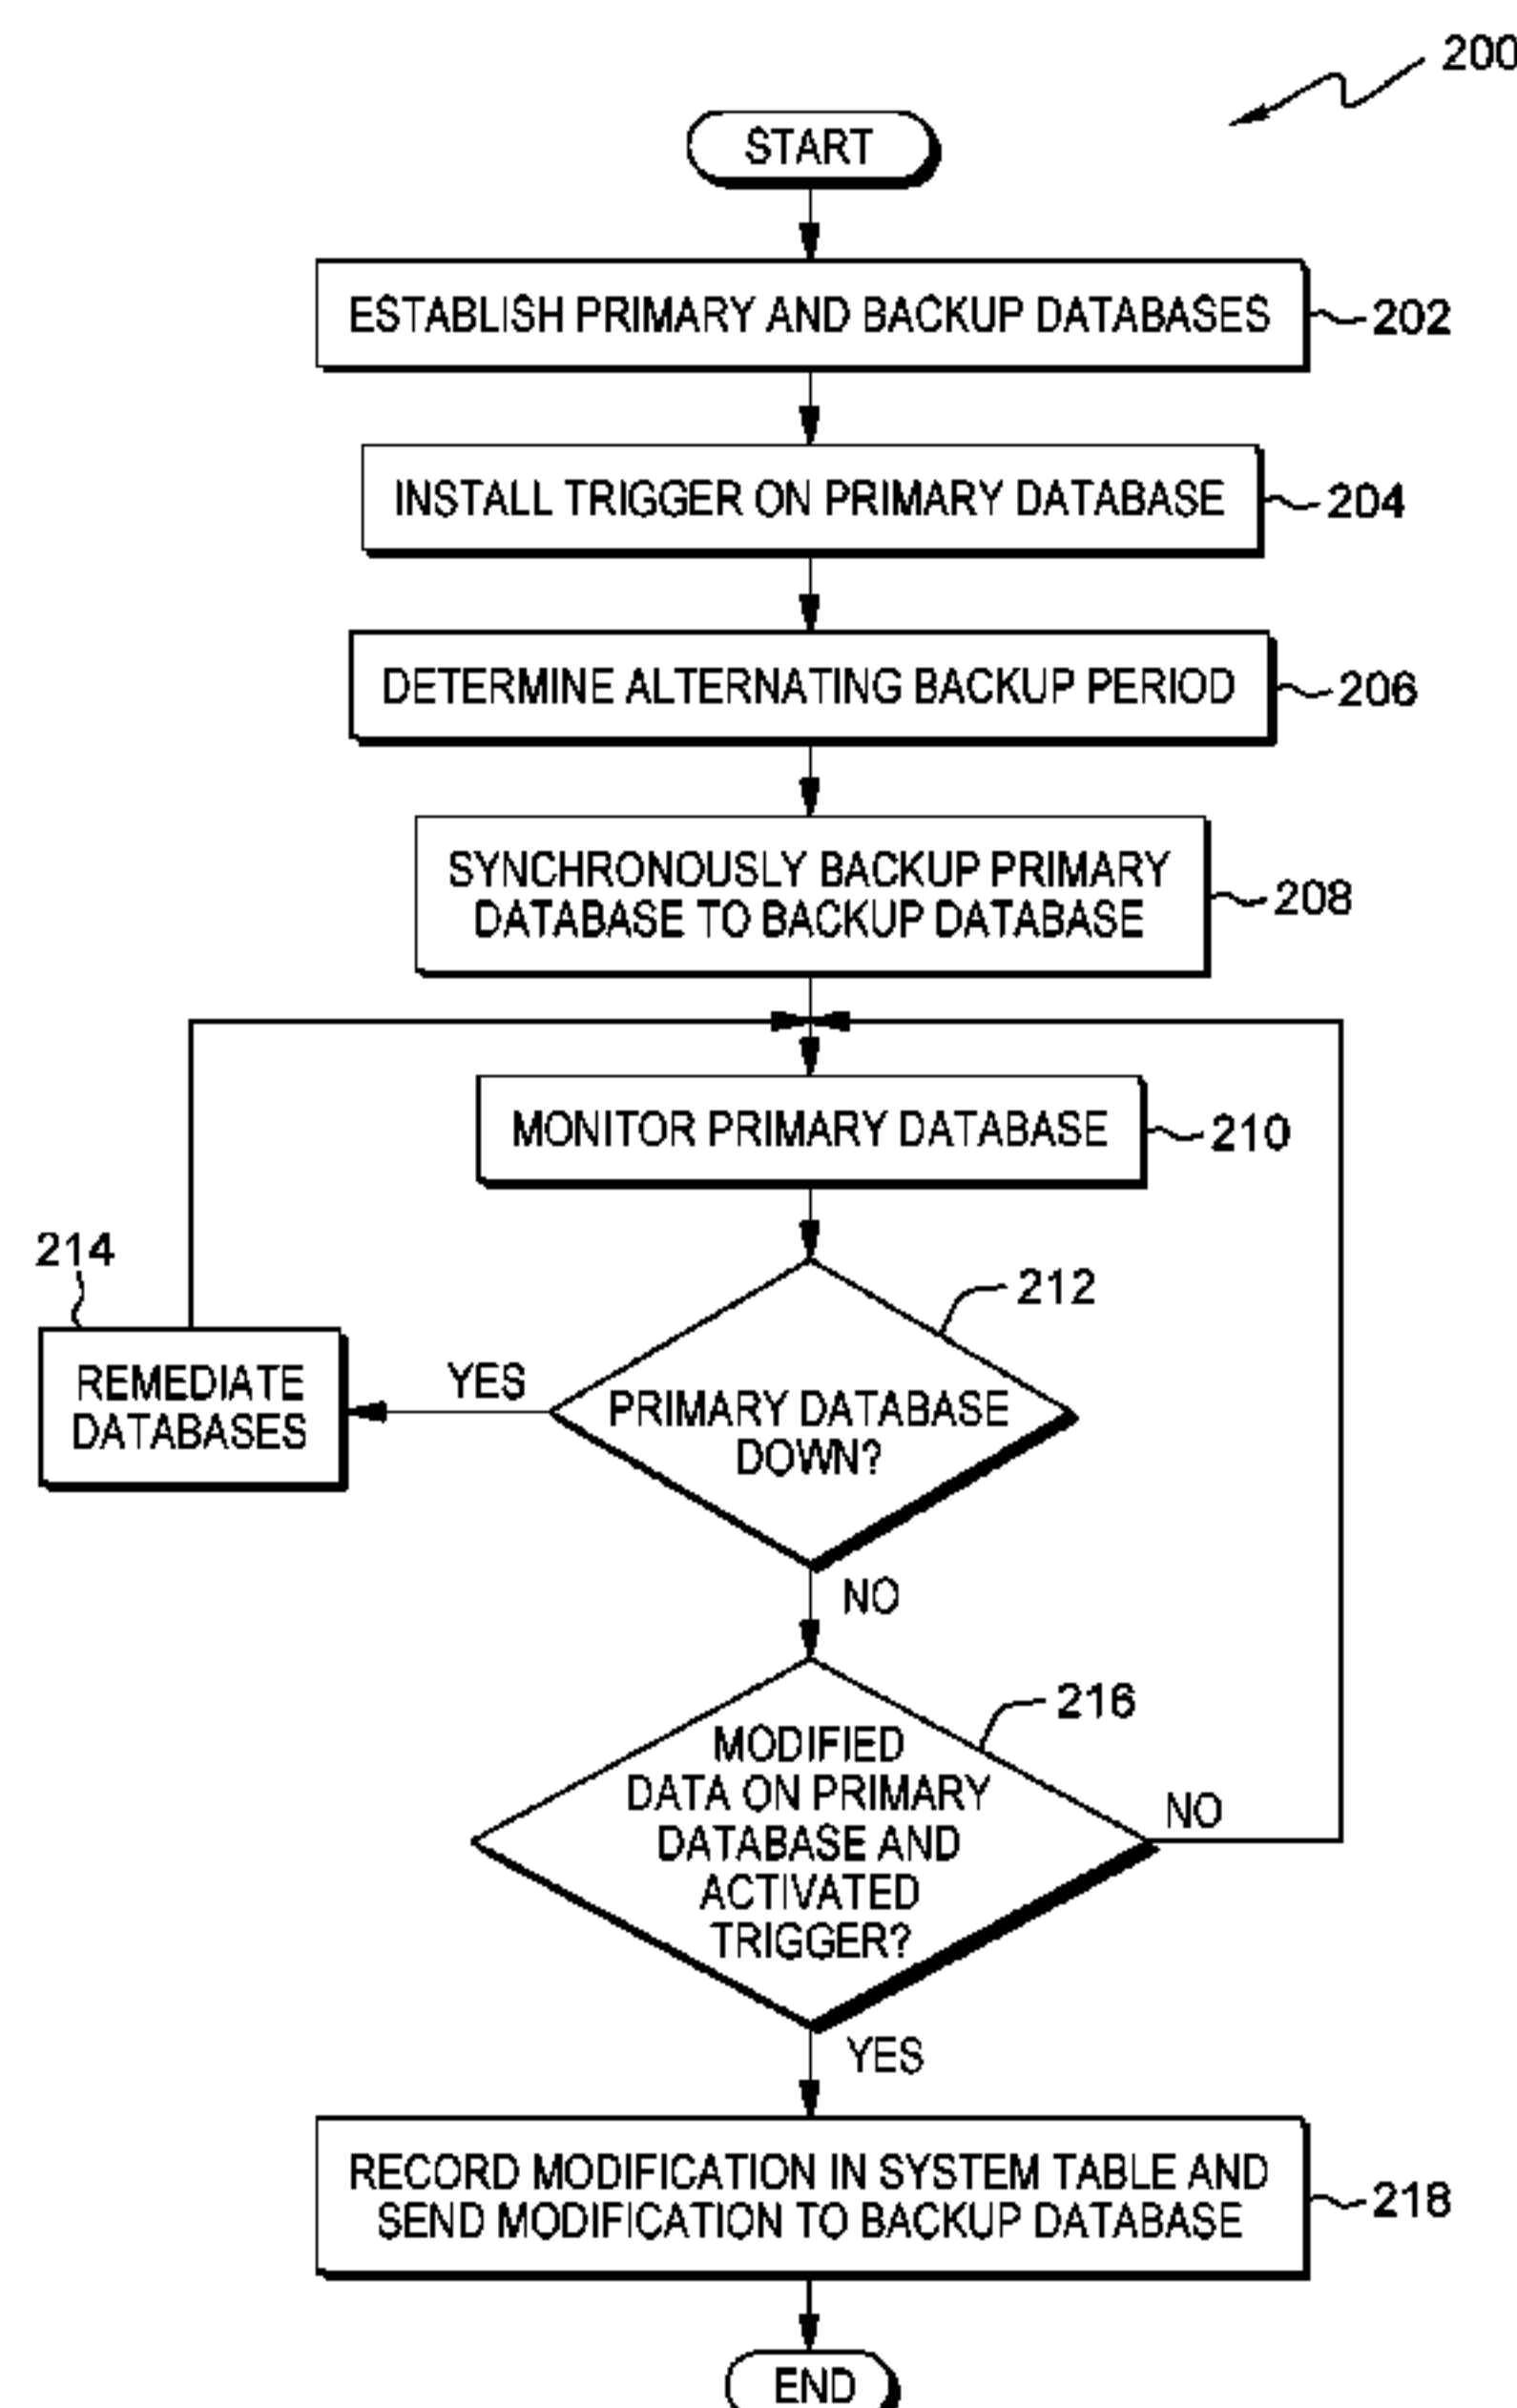 200
START
ESTABLISH PRIMARY AND BACKUP DATABASES
202
INSTALL TRIGGER ON PRIMARY DATABASE
204
DETERMINE ALTERNATING BACKUP PERIOD
206
SYNCHRONOUSLY BACKUP PRIMARY
DATABASE TO BACKUP DATABASE
208
MONITOR PRIMARY DATABASE
210
214
REMEDIATE
DATABASES
YES
212
PRIMARY DATABASE
DOWN?
NO
216
MODIFIED
DATA ON PRIMARY
DATABASE AND
ACTIVATED
TRIGGER?
NO
YES
RECORD MODIFICATION IN SYSTEM TABLE AND
SEND MODIFICATION TO BACKUP DATABASE
218
END